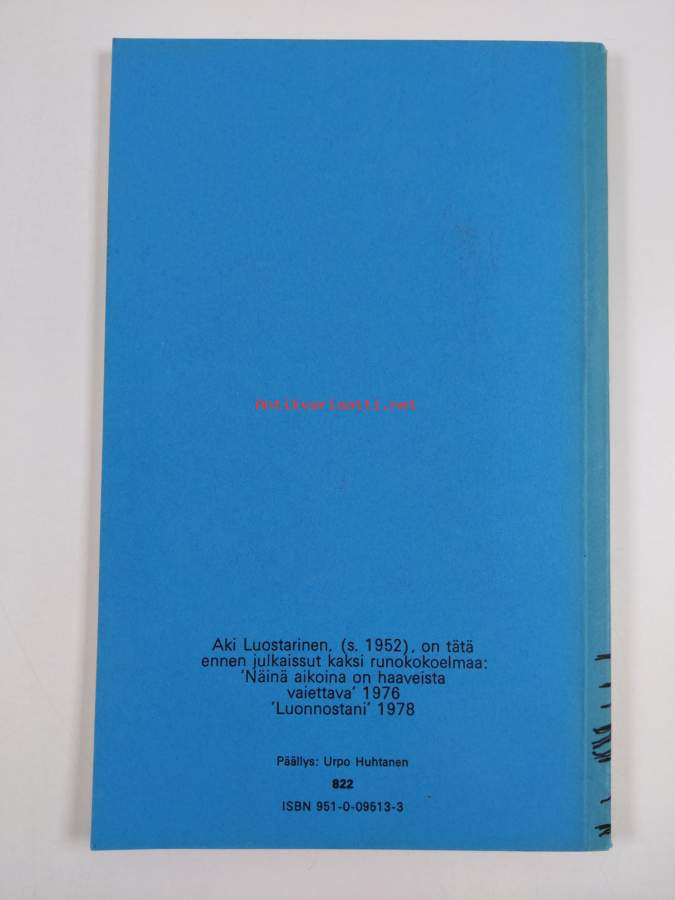 Antikvariaatti.net
Aki Luostarinen, (s. 1952), on tätä
ennen julkaissut kaksi runokokoelmaa:
'Näinä aikoina on haaveista
vaiettava' 1976
'Luonnostani' 1978
Päällys: Urpo Huhtanen
822
ISBN 951-0-09513-3